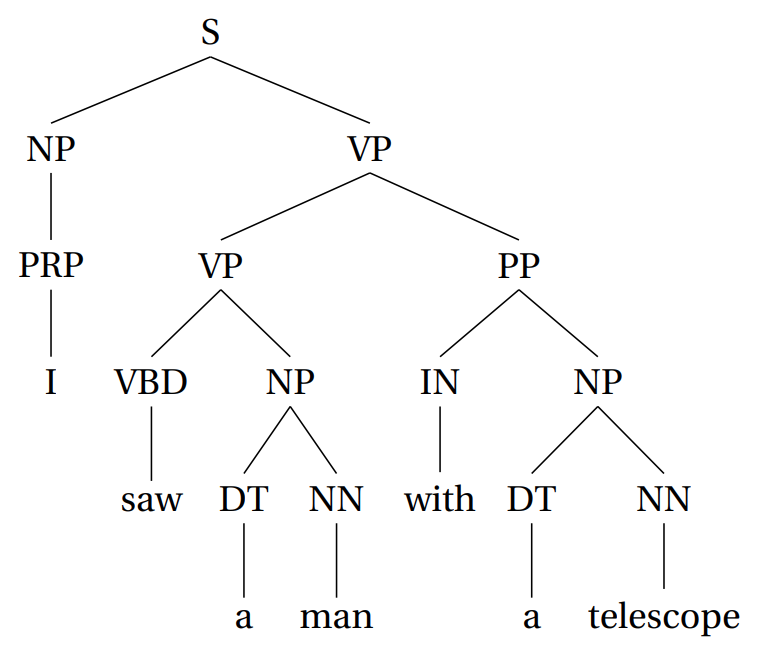 S
NP VP
PRP VP PP
I VBD NP IN NP
saw DT NN with DT NN
a man a telescope